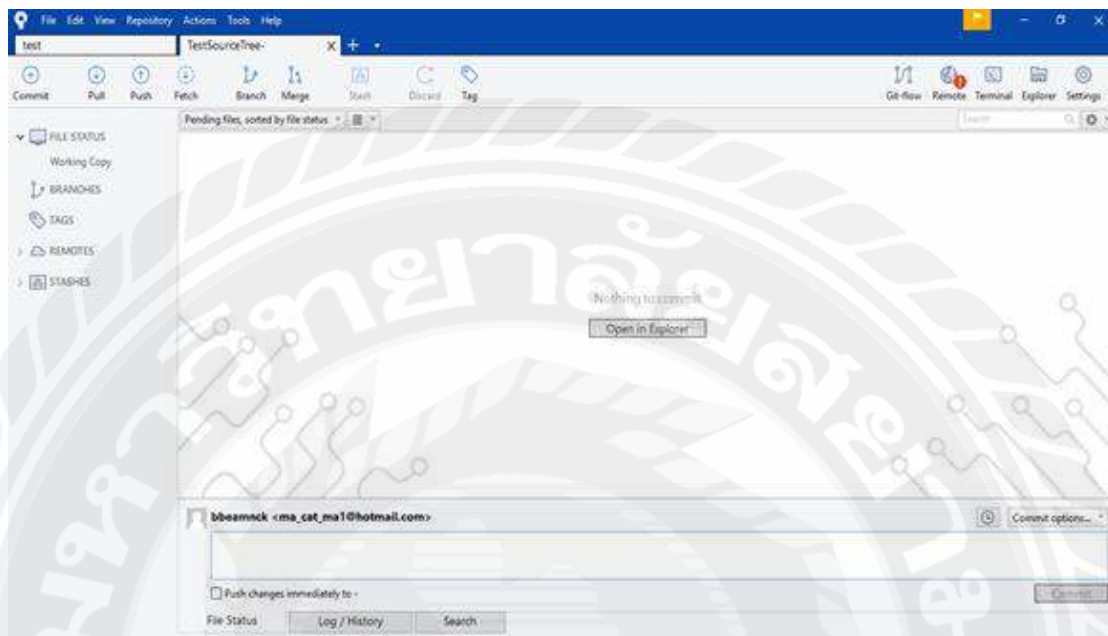 File Edit View Repository Actions Tools Help
test TestSourceTree-
Commit Pull Push Fetch Branch Merge Stash Discard Tag Git-flow Remote Terminal Explorer Settings
Pending files, sorted by file status Search
FILE STATUS
Working Copy
BRANCHES
TAGS
REMOTES
STASHES
Nothing to commit
Open in Explorer
bbeamnck <ma_cat_ma1@hotmail.com>
Commit options...
Push changes immediately to -
Commit
File Status Log / History Search